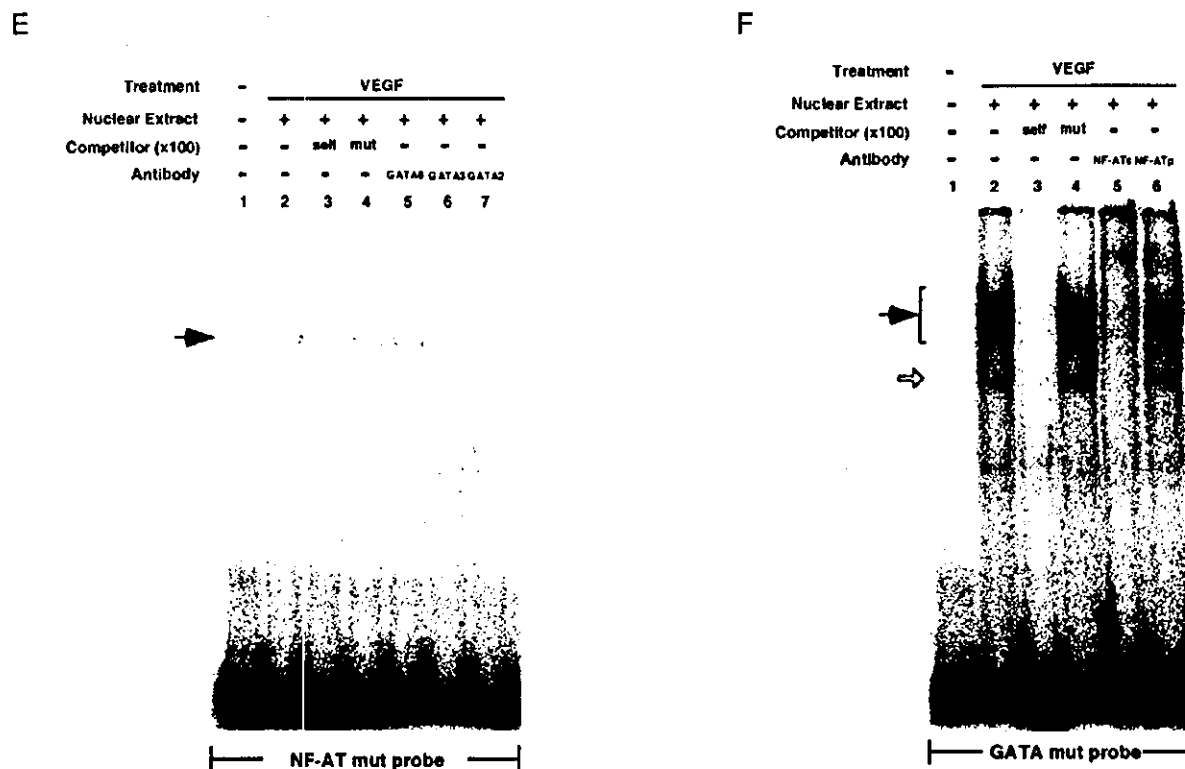 E
Treatment - VEGF
Nuclear Extract - + + + + + +
Competitor (x100) - - self mut - - -
Antibody - - - - GATA6 GATA3 GATA2
1 2 3 4 5 6 7
NF-AT mut probe
F
Treatment - VEGF
Nuclear Extract - + + + + +
Competitor (x100) - - self mut - -
Antibody - - - - NF-ATs NF-ATp
1 2 3 4 5 6
GATA mut probe